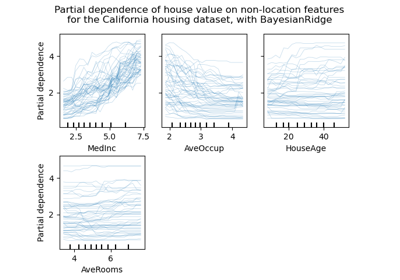 Partial dependence of house value on non-location features
for the California housing dataset, with BayesianRidge
Partial dependence
4
2
2.5 5.0 7.5
MedInc
2 3 4
AveOccup
20 40
HouseAge
Partial dependence
4
2
4 6
AveRooms